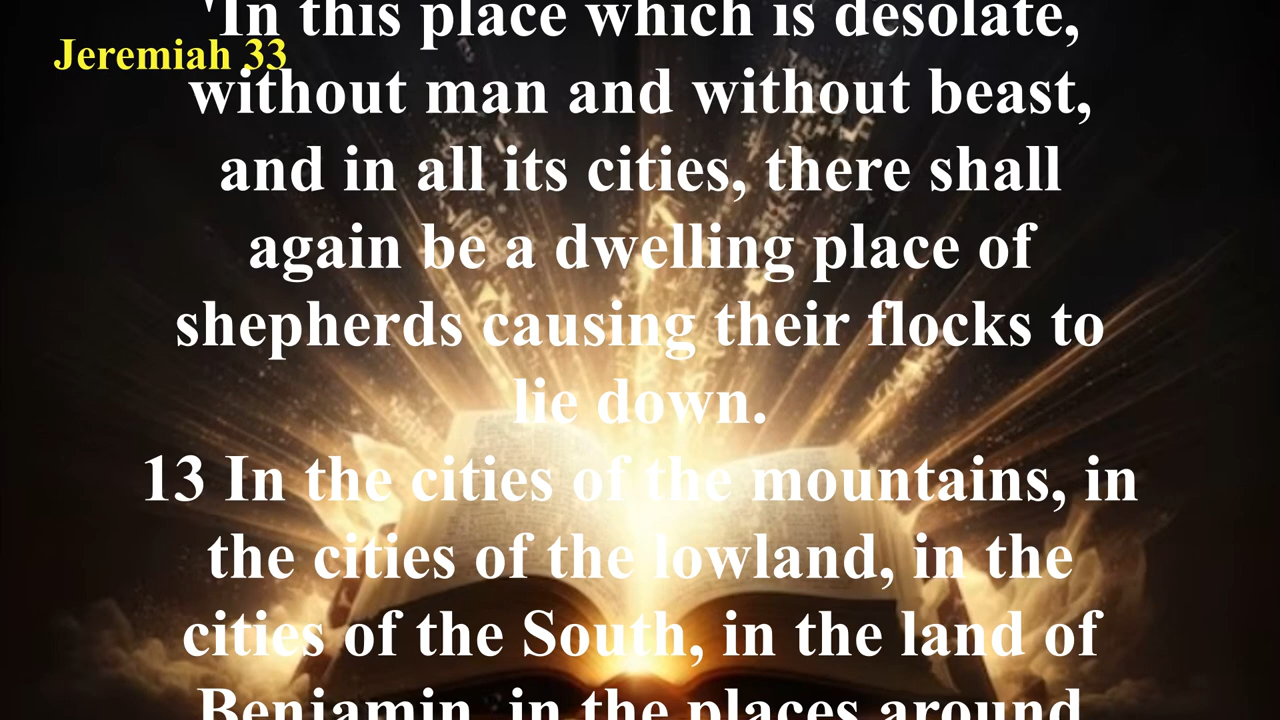 'In this place which is desolate,
Jeremiah 33
without man and without beast,
and in all its cities, there shall
again be a dwelling place of
shepherds causing their flocks to
lie down.
13 In the cities of the mountains, in
the cities of the lowland, in the
cities of the South, in the land of
Benjamin, in the places around